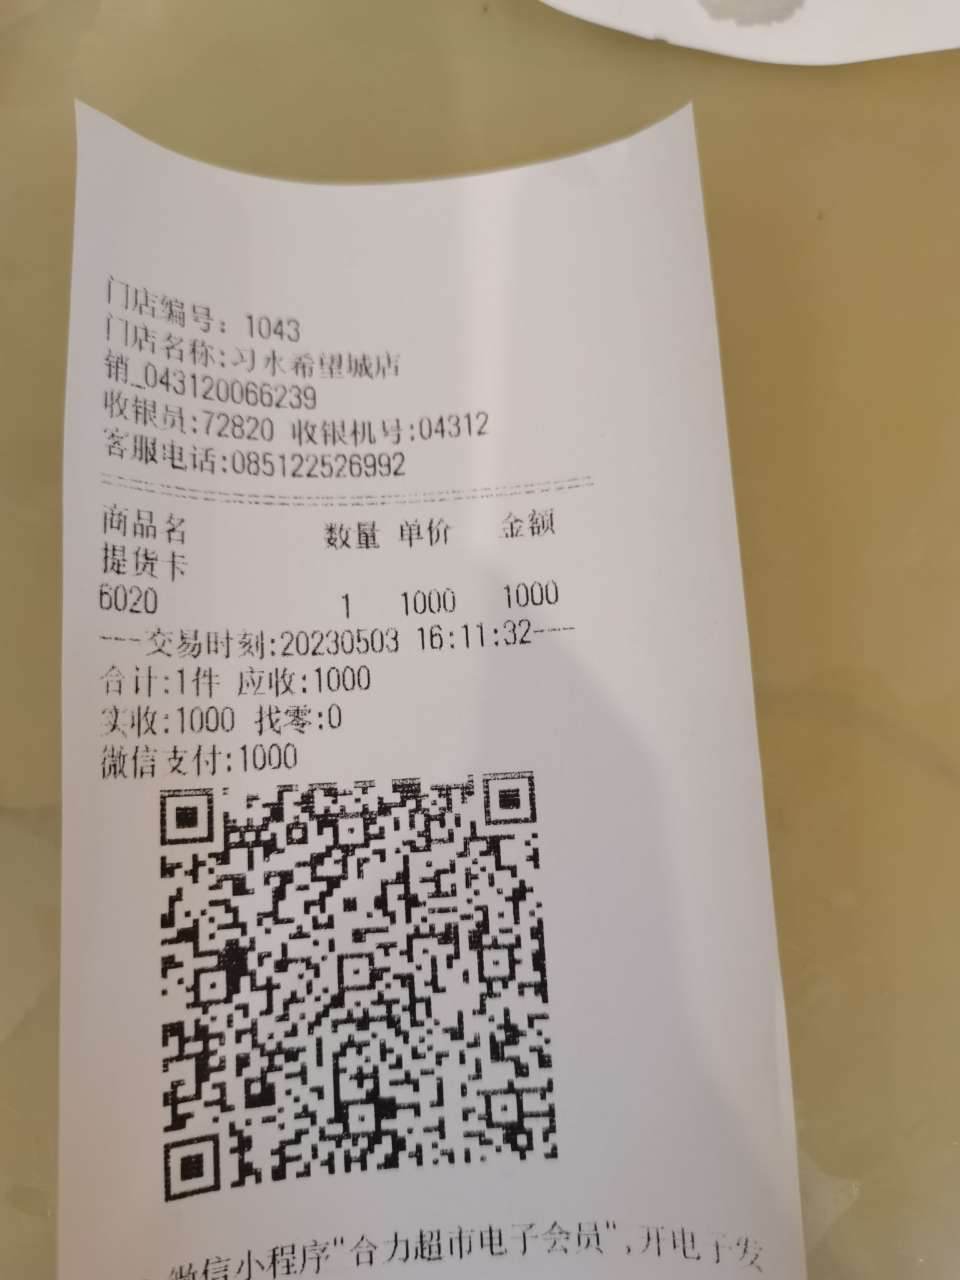 门店编号: 1043
门店名称:习水希望城店
销_043120066239
收银员:72820 收银机号:04312
客服电话:085122526992
商品名 数量 单价 金额
提货卡
6020 1 1000 1000
---交易时刻:20230503 16:11:32---
合计:1件 应收:1000
实收:1000 找零:0
微信支付:1000
微信小程序"合力超市电子会员",开电子发